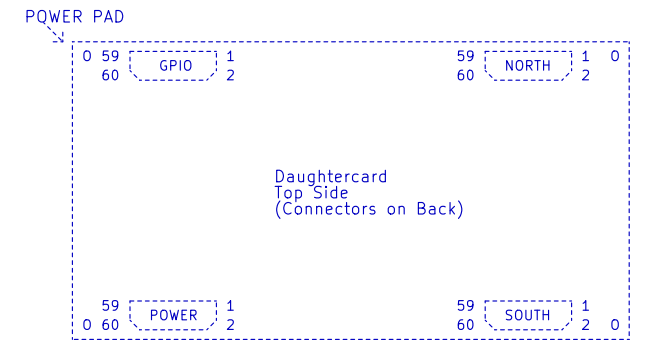 POWER PAD
O 59 GPIO 1
60 2
59 NORTH 1 O
60 2
Daughtercard
Top Side
(Connectors on Back)
59 POWER 1
O 60 2
59 SOUTH 1
60 2 O